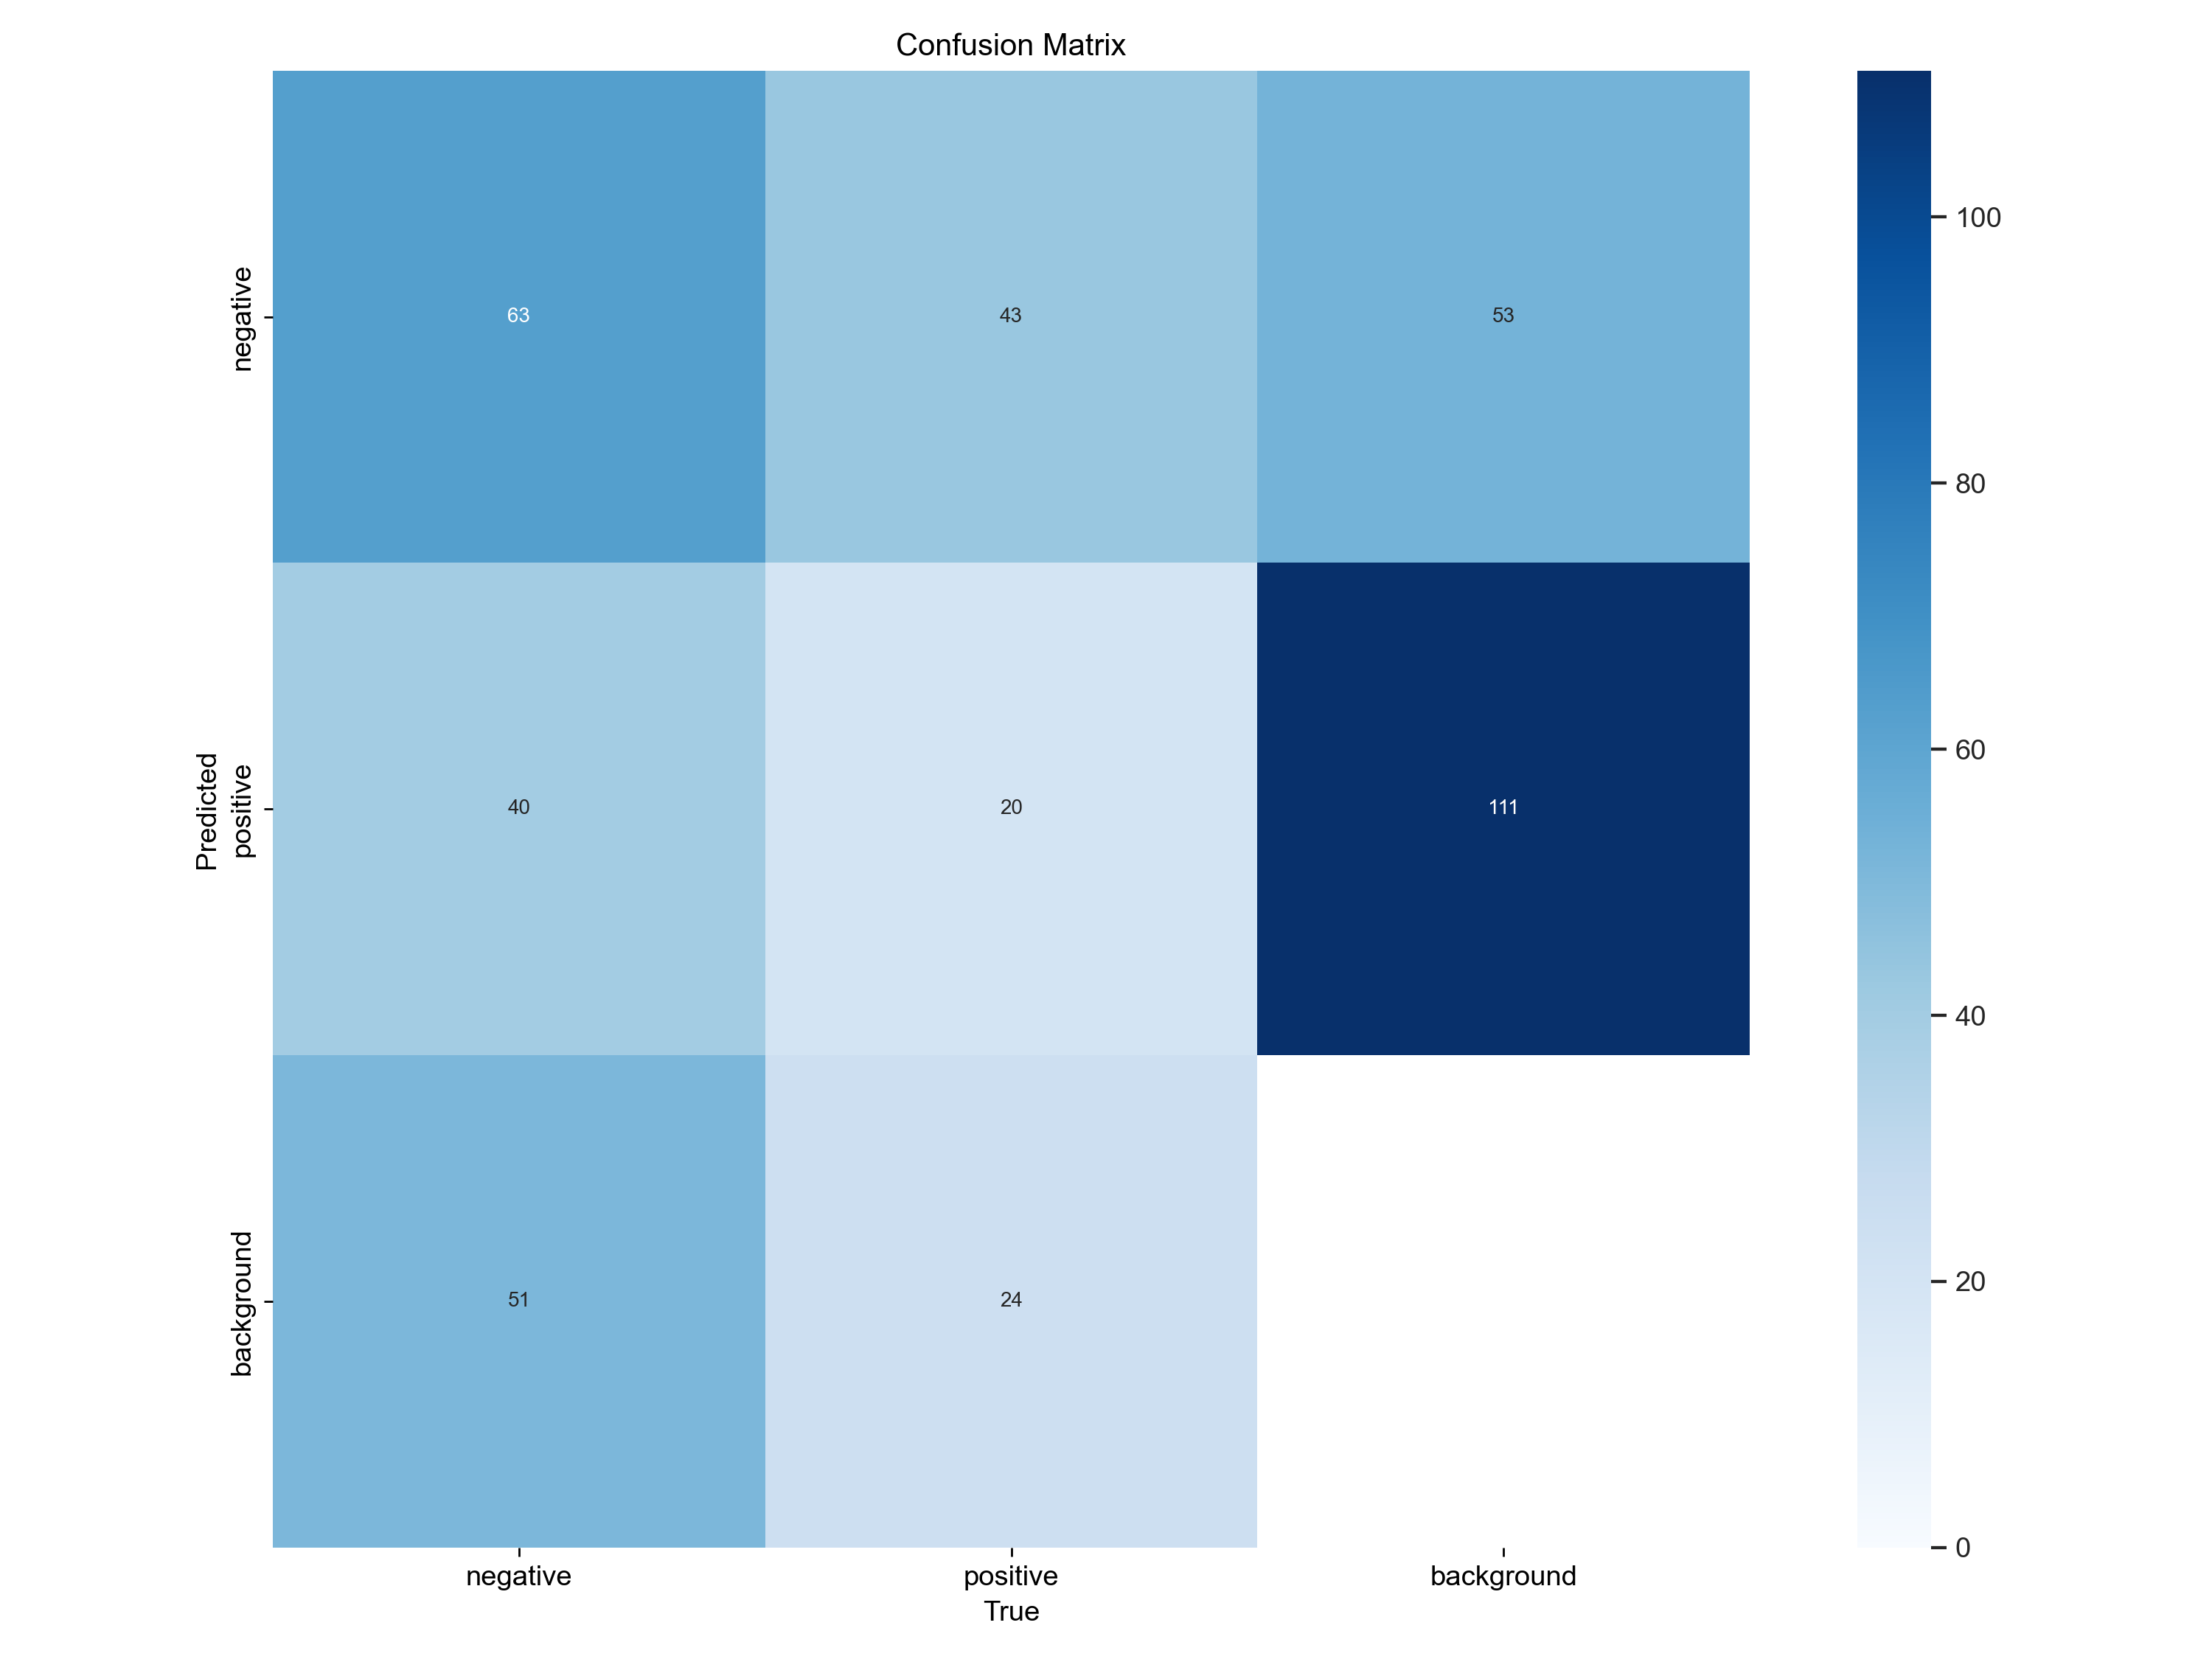 Confusion Matrix
negative
63
43
53
100
80
60
Predicted
positive
40
20
111
40
20
background
51
24
0
negative
positive
background
True